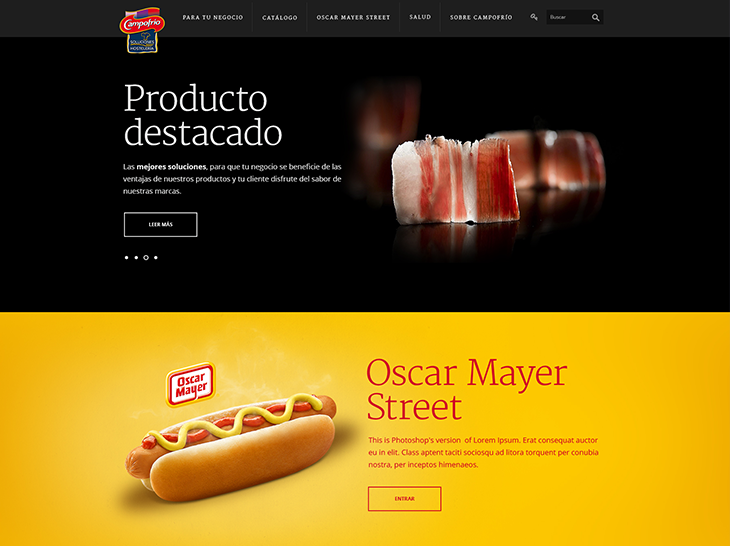 Campofrío
SOLUCIONES
HOSTELERÍA
PARA TU NEGOCIO
CATÁLOGO
OSCAR MAYER STREET
SALUD
SOBRE CAMPOFRÍO
Buscar
Producto
destacado
Las mejores soluciones, para que tu negocio se beneficie de las
ventajas de nuestros productos y tu cliente disfrute del sabor de
nuestras marcas.
LEER MÁS
Oscar
Mayer
Oscar Mayer
Street
This is Photoshop's version of Lorem Ipsum. Erat consequat auctor
eu in elit. Class aptent taciti sociosqu ad litora torquent per conubia
nostra, per inceptos himenaeos.
ENTRAR